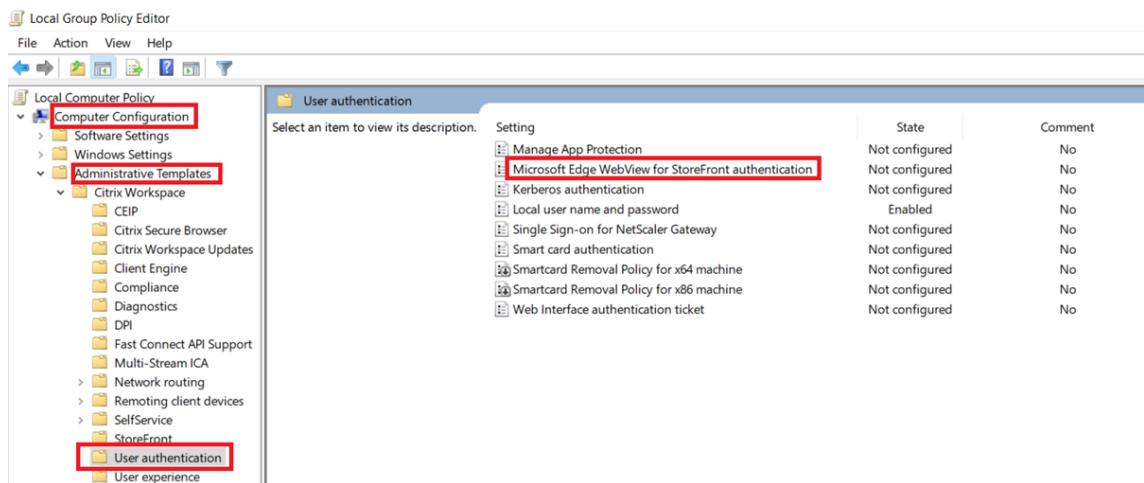 Local Group Policy Editor
File Action View Help
Local Computer Policy
Computer Configuration
Software Settings
Windows Settings
Administrative Templates
Citrix Workspace
CEIP
Citrix Secure Browser
Citrix Workspace Updates
Client Engine
Compliance
Diagnostics
DPI
Fast Connect API Support
Multi-Stream ICA
Network routing
Remoting client devices
SelfService
StoreFront
User authentication
User experience
User authentication
Select an item to view its description.
Setting State Comment
Manage App Protection Not configured No
Microsoft Edge WebView for StoreFront authentication Not configured No
Kerberos authentication Not configured No
Local user name and password Enabled No
Single Sign-on for NetScaler Gateway Not configured No
Smart card authentication Not configured No
Smartcard Removal Policy for x64 machine Not configured No
Smartcard Removal Policy for x86 machine Not configured No
Web Interface authentication ticket Not configured No